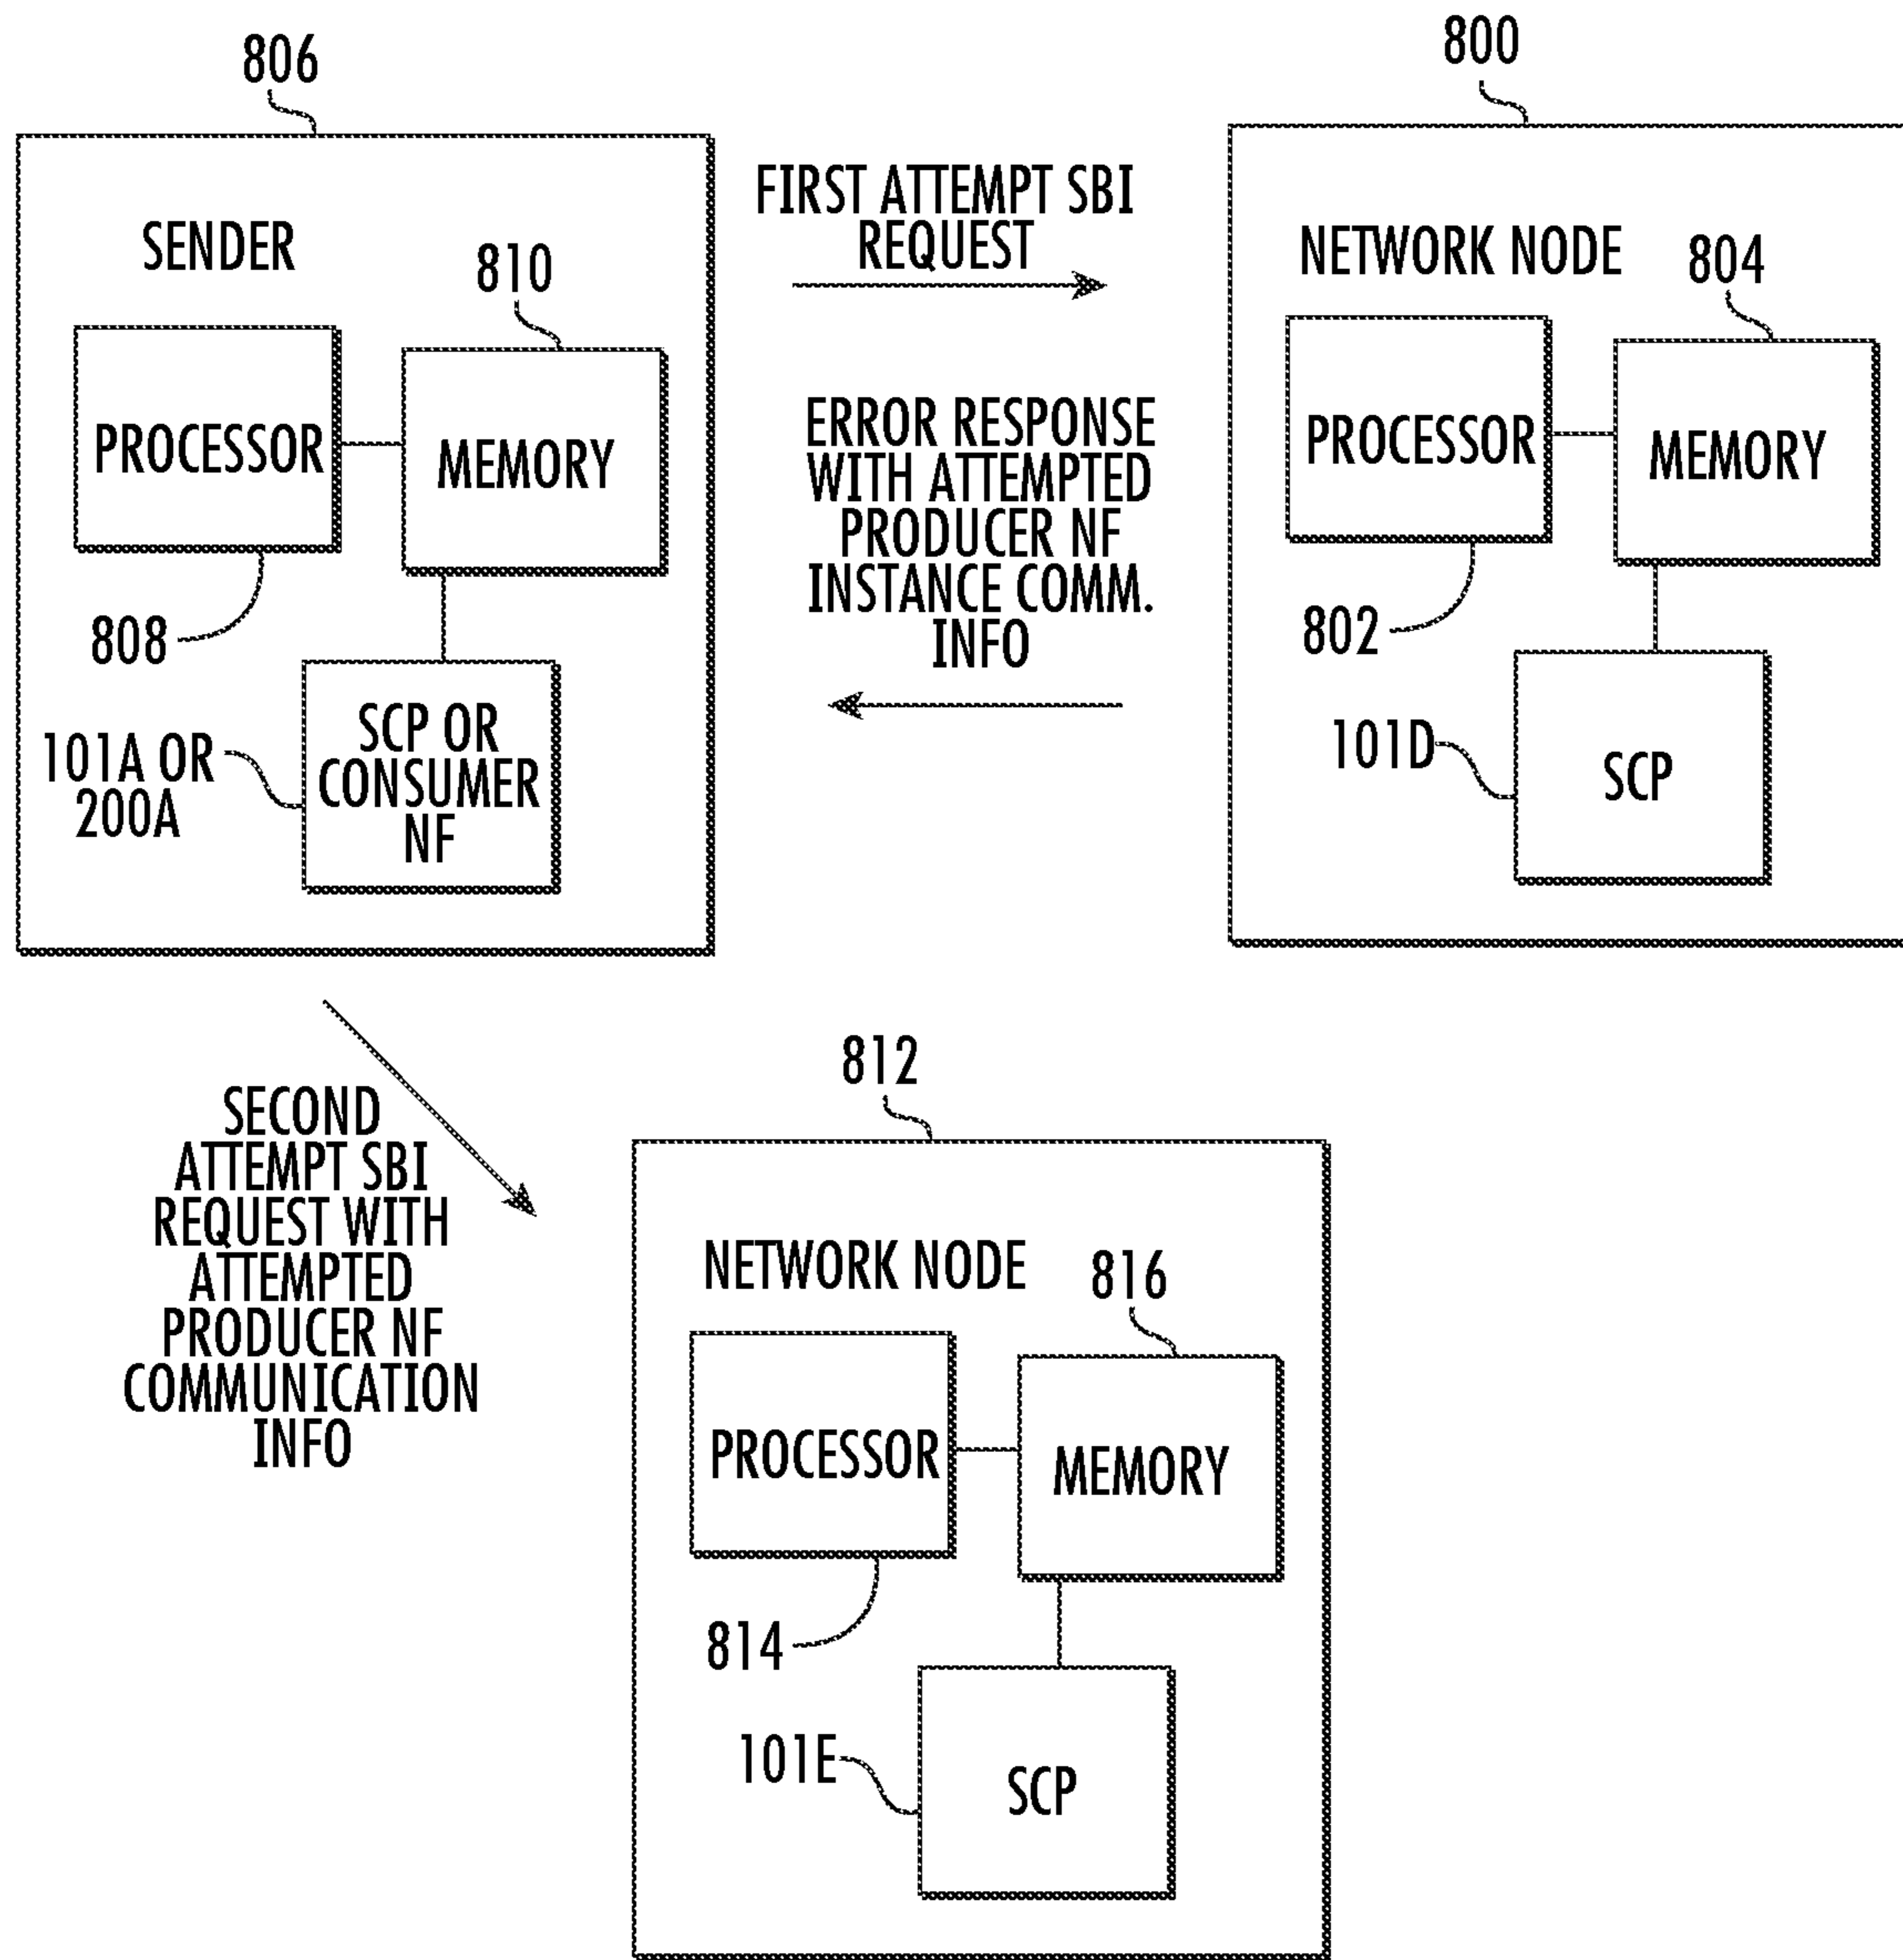 806
800
SENDER
810
PROCESSOR
MEMORY
808
101A OR
200A
SCP OR
CONSUMER
NF
FIRST ATTEMPT SBI
REQUEST
ERROR RESPONSE
WITH ATTEMPTED
PRODUCER NF
INSTANCE COMM.
INFO
NETWORK NODE
804
PROCESSOR
MEMORY
802
101D
SCP
SECOND
ATTEMPT SBI
REQUEST WITH
ATTEMPTED
PRODUCER NF
COMMUNICATION
INFO
812
NETWORK NODE
816
PROCESSOR
MEMORY
814
101E
SCP